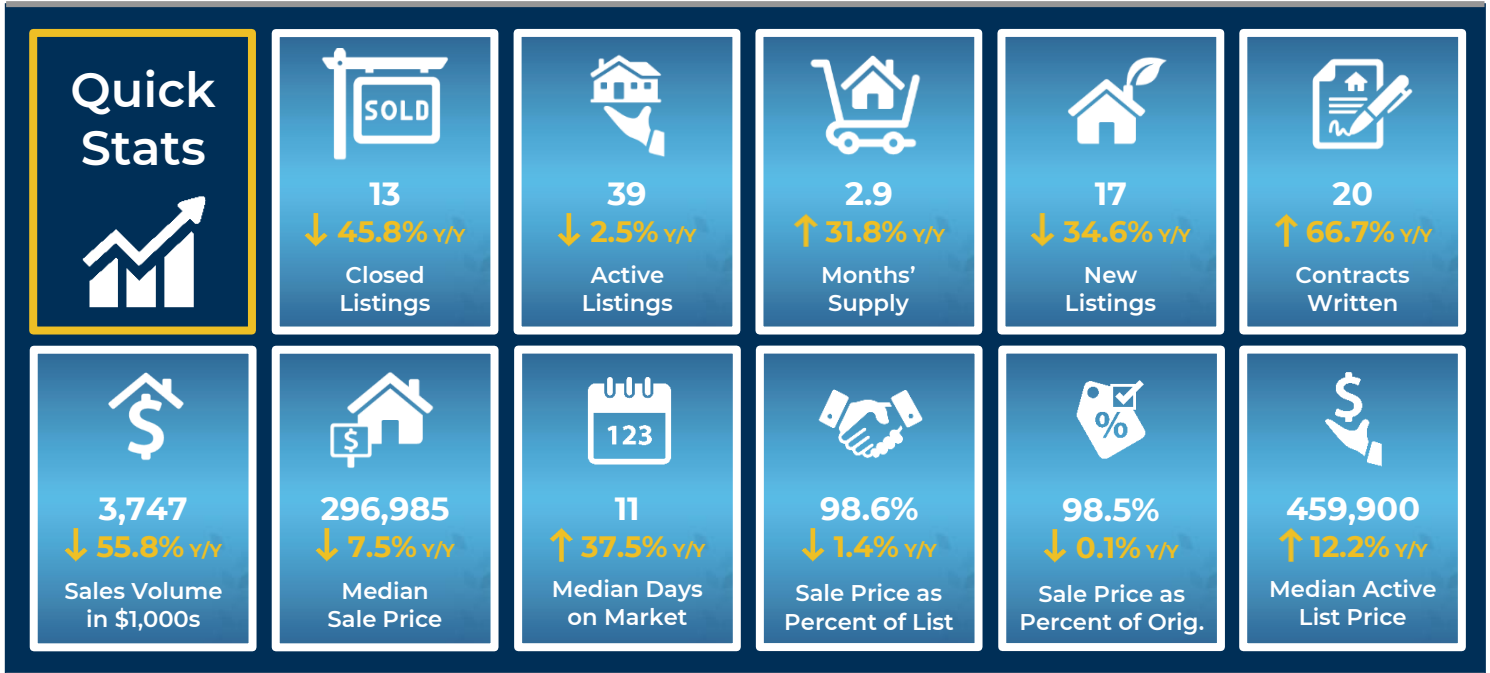 Quick
Stats
SOLD
13
↓ 45.8% Y/Y
Closed
Listings
39
↓ 2.5% Y/Y
Active
Listings
2.9
↑ 31.8% Y/Y
Months’
Supply
17
↓ 34.6% Y/Y
New
Listings
20
↑ 66.7% Y/Y
Contracts
Written
$
3,747
↓ 55.8% Y/Y
Sales Volume
in $1,000s
$
296,985
↓ 7.5% Y/Y
Median
Sale Price
123
11
↑ 37.5% Y/Y
Median Days
on Market
98.6%
↓ 1.4% Y/Y
Sale Price as
Percent of List
%
98.5%
↓ 0.1% Y/Y
Sale Price as
Percent of Orig.
$
459,900
↑ 12.2% Y/Y
Median Active
List Price